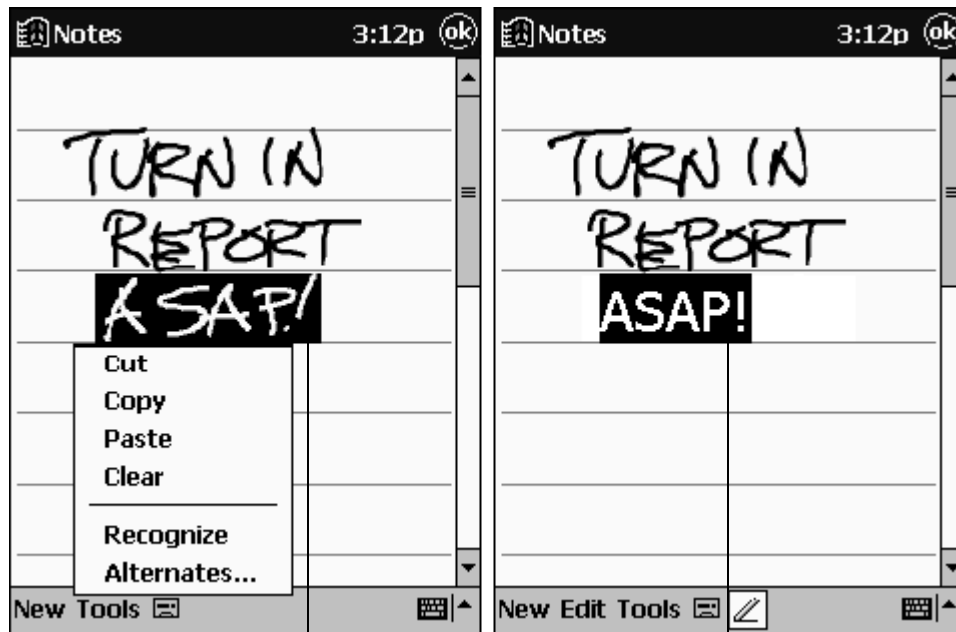 Notes 3:12p ok
TURN IN
REPORT
ASAP!
Cut
Copy
Paste
Clear
Recognize
Alternates...
New Tools
Notes 3:12p ok
TURN IN
REPORT
ASAP!
New Edit Tools